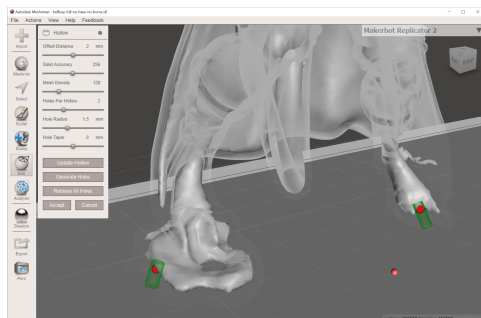 Autodesk Meshmixer - hellboy-full-no-base-no-horns.stl
File Actions View Help Feedback
Import
Hollow
Makerbot Replicator 2
Offset Distance 2 mm
Solid Accuracy 256
Meshmix
Mesh Density 128
Select
Holes Per Hollow 2
Sculpt
Hole Radius 1.5 mm
Hole Taper 0 mm
Edit
Update Hollow
Generate Holes
Analysis
Remove All Holes
Accept Cancel
Shaders
Export
Print